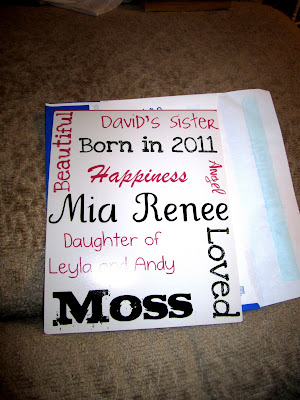 Beautiful
David's Sister
Born in 2011
Happiness
Angel
Mia Renee
Daughter of
Leyla and Andy
Loved
Moss